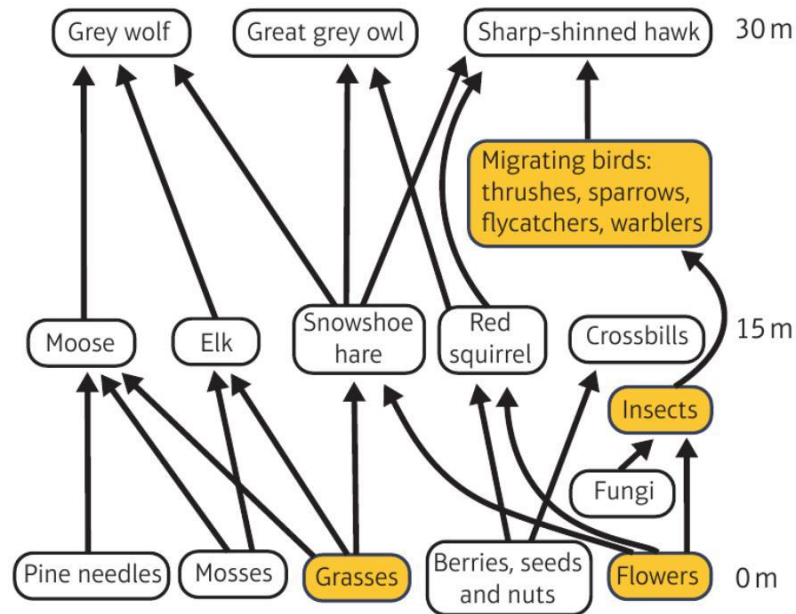 Grey wolf
Great grey owl
Sharp-shinned hawk
30 m
Migrating birds:
thrushes, sparrows,
flycatchers, warblers
Moose
Elk
Snowshoe
hare
Red
squirrel
Crossbills
15 m
Insects
Fungi
Pine needles
Mosses
Grasses
Berries, seeds
and nuts
Flowers
0 m